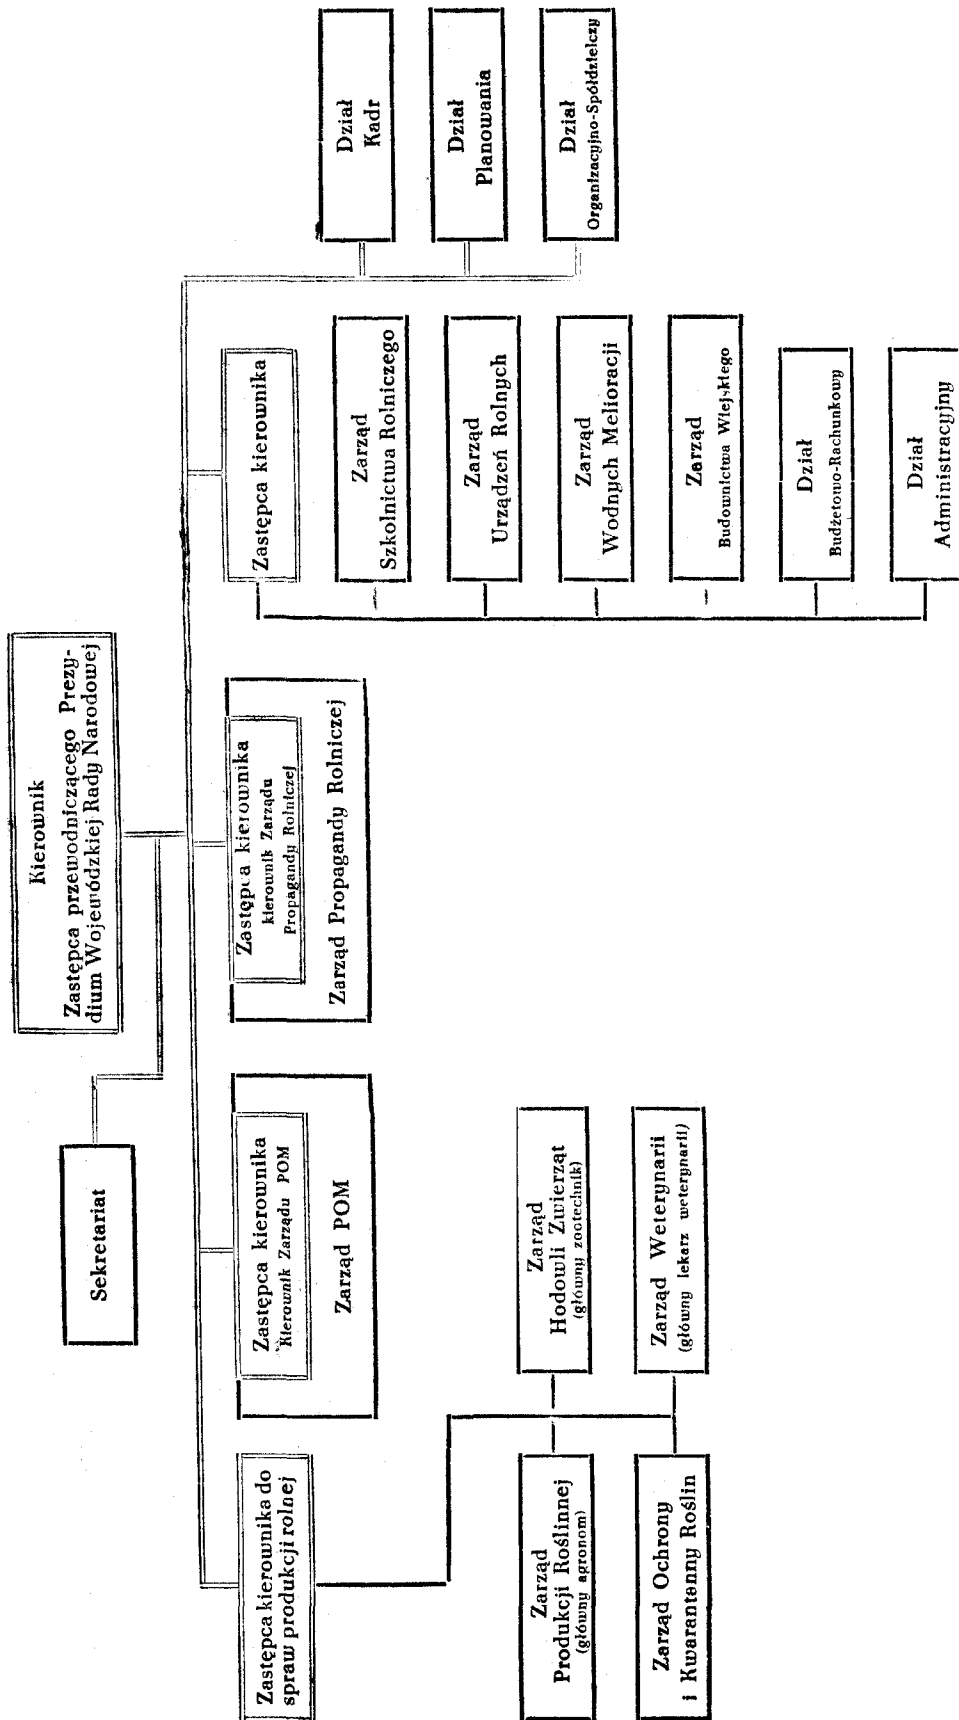 Kierownik
Zastępca przewodniczącego Prezy-
dium Wojewódzkiej Rady Narodowej
Sekretariat
Zastępca kierownika do
spraw produkcji rolnej
Zastępca kierownika
Kierownik Zarządu POM
Zarząd POM
Zastępca kierownika
kierownik Zarządu
Propagandy Rolniczej
Zarząd Propagandy Rolniczej
Zastępca kierownika
Zarząd
Szkolnictwa Rolniczego
Zarząd
Urządzeń Rolnych
Zarząd
Wodnych Melioracji
Zarząd
Budownictwa Wiejskiego
Dział
Budżetowo-Rachunkowy
Dział
Administracyjny
Dział
Kadr
Dział
Planowania
Dział
Organizacyjno-Spółdzielczy
Zarząd
Produkcji Roślinnej
(główny agronom)
Zarząd
Hodowli Zwierząt
(główny zootechnik)
Zarząd Ochrony
i Kwarantanny Roślin
Zarząd Weterynarii
(główny lekarz weterynarii)